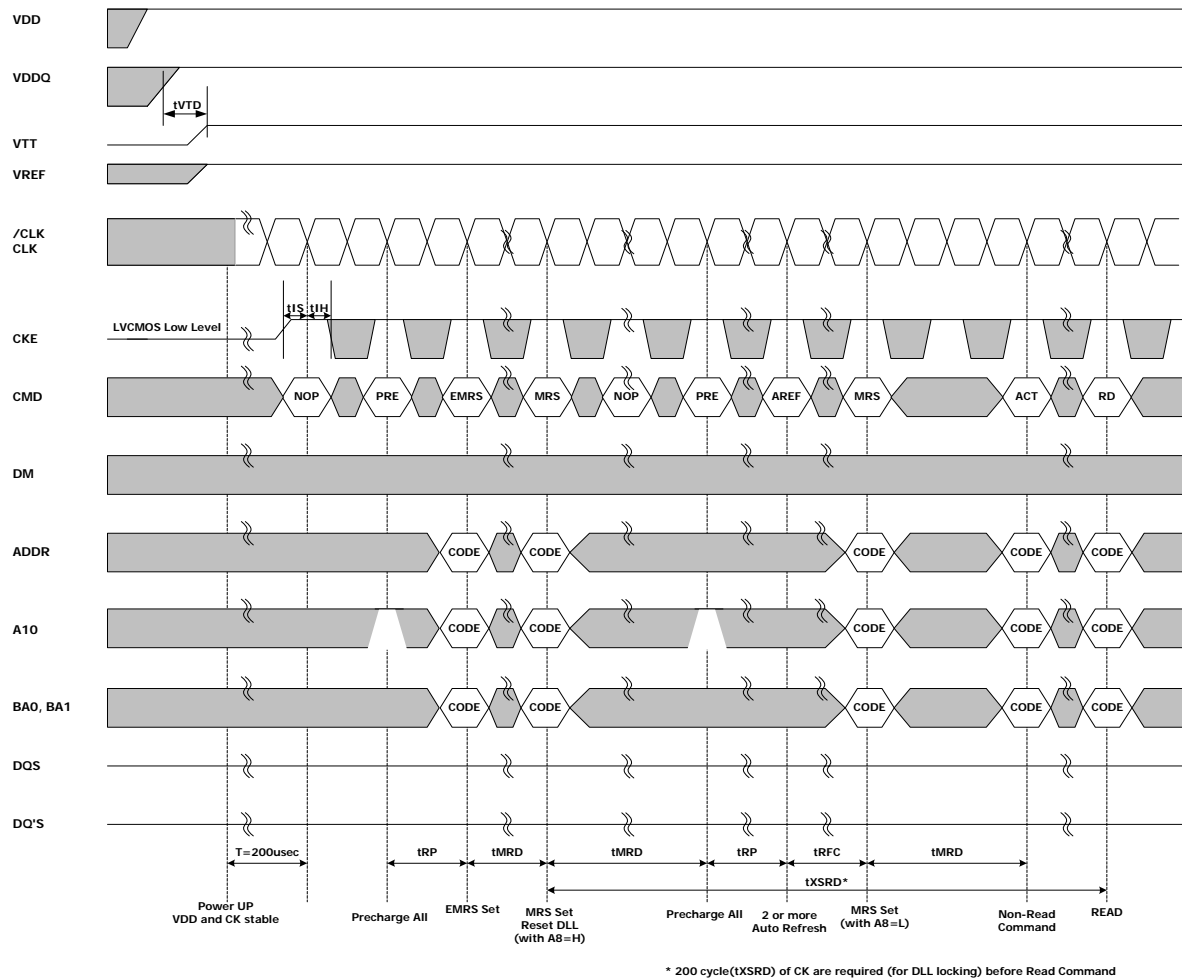 VDD
VDDQ
tVTD
VTT
VREF
/CLK
CLK
tIS tIH
LVCMOS Low Level
CKE
CMD NOP PRE EMRS MRS NOP PRE AREF MRS ACT RD
DM
ADDR CODE CODE CODE CODE CODE
A10 CODE CODE CODE CODE CODE
BA0, BA1 CODE CODE CODE CODE CODE
DQS
DQ'S
T=200usec tRP tMRD tMRD tRP tRFC tMRD
tXSRD*
Power UP
VDD and CK stable
Precharge All
EMRS Set
MRS Set
Reset DLL
(with A8=H)
Precharge All
2 or more
Auto Refresh
MRS Set
(with A8=L)
Non-Read
Command
READ
* 200 cycle(tXSRD) of CK are required (for DLL locking) before Read Command